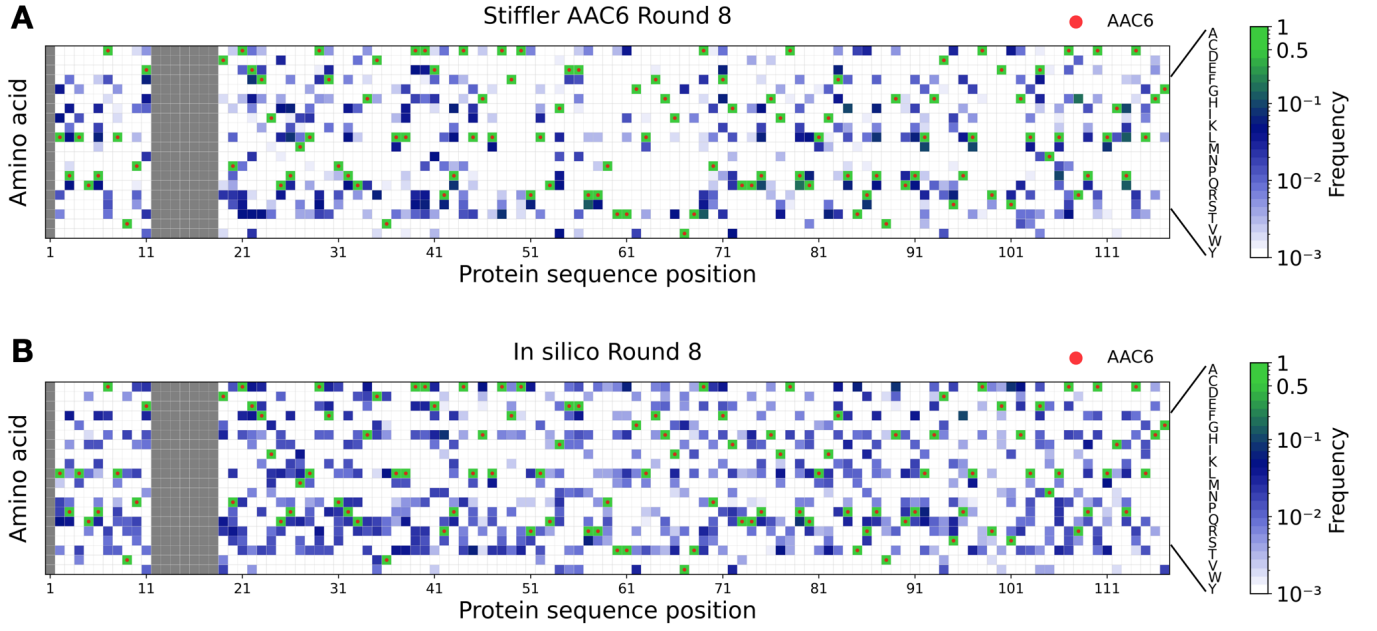 A
Stiffler AAC6 Round 8
AAC6
Amino acid
A
C
D
E
F
G
H
I
K
L
M
N
P
Q
R
S
T
V
W
Y
1
0.5
10⁻¹
10⁻²
10⁻³
Frequency
1 11 21 31 41 51 61 71 81 91 101 111
Protein sequence position
B
In silico Round 8
AAC6
Amino acid
A
C
D
E
F
G
H
I
K
L
M
N
P
Q
R
S
T
V
W
Y
1
0.5
10⁻¹
10⁻²
10⁻³
Frequency
1 11 21 31 41 51 61 71 81 91 101 111
Protein sequence position